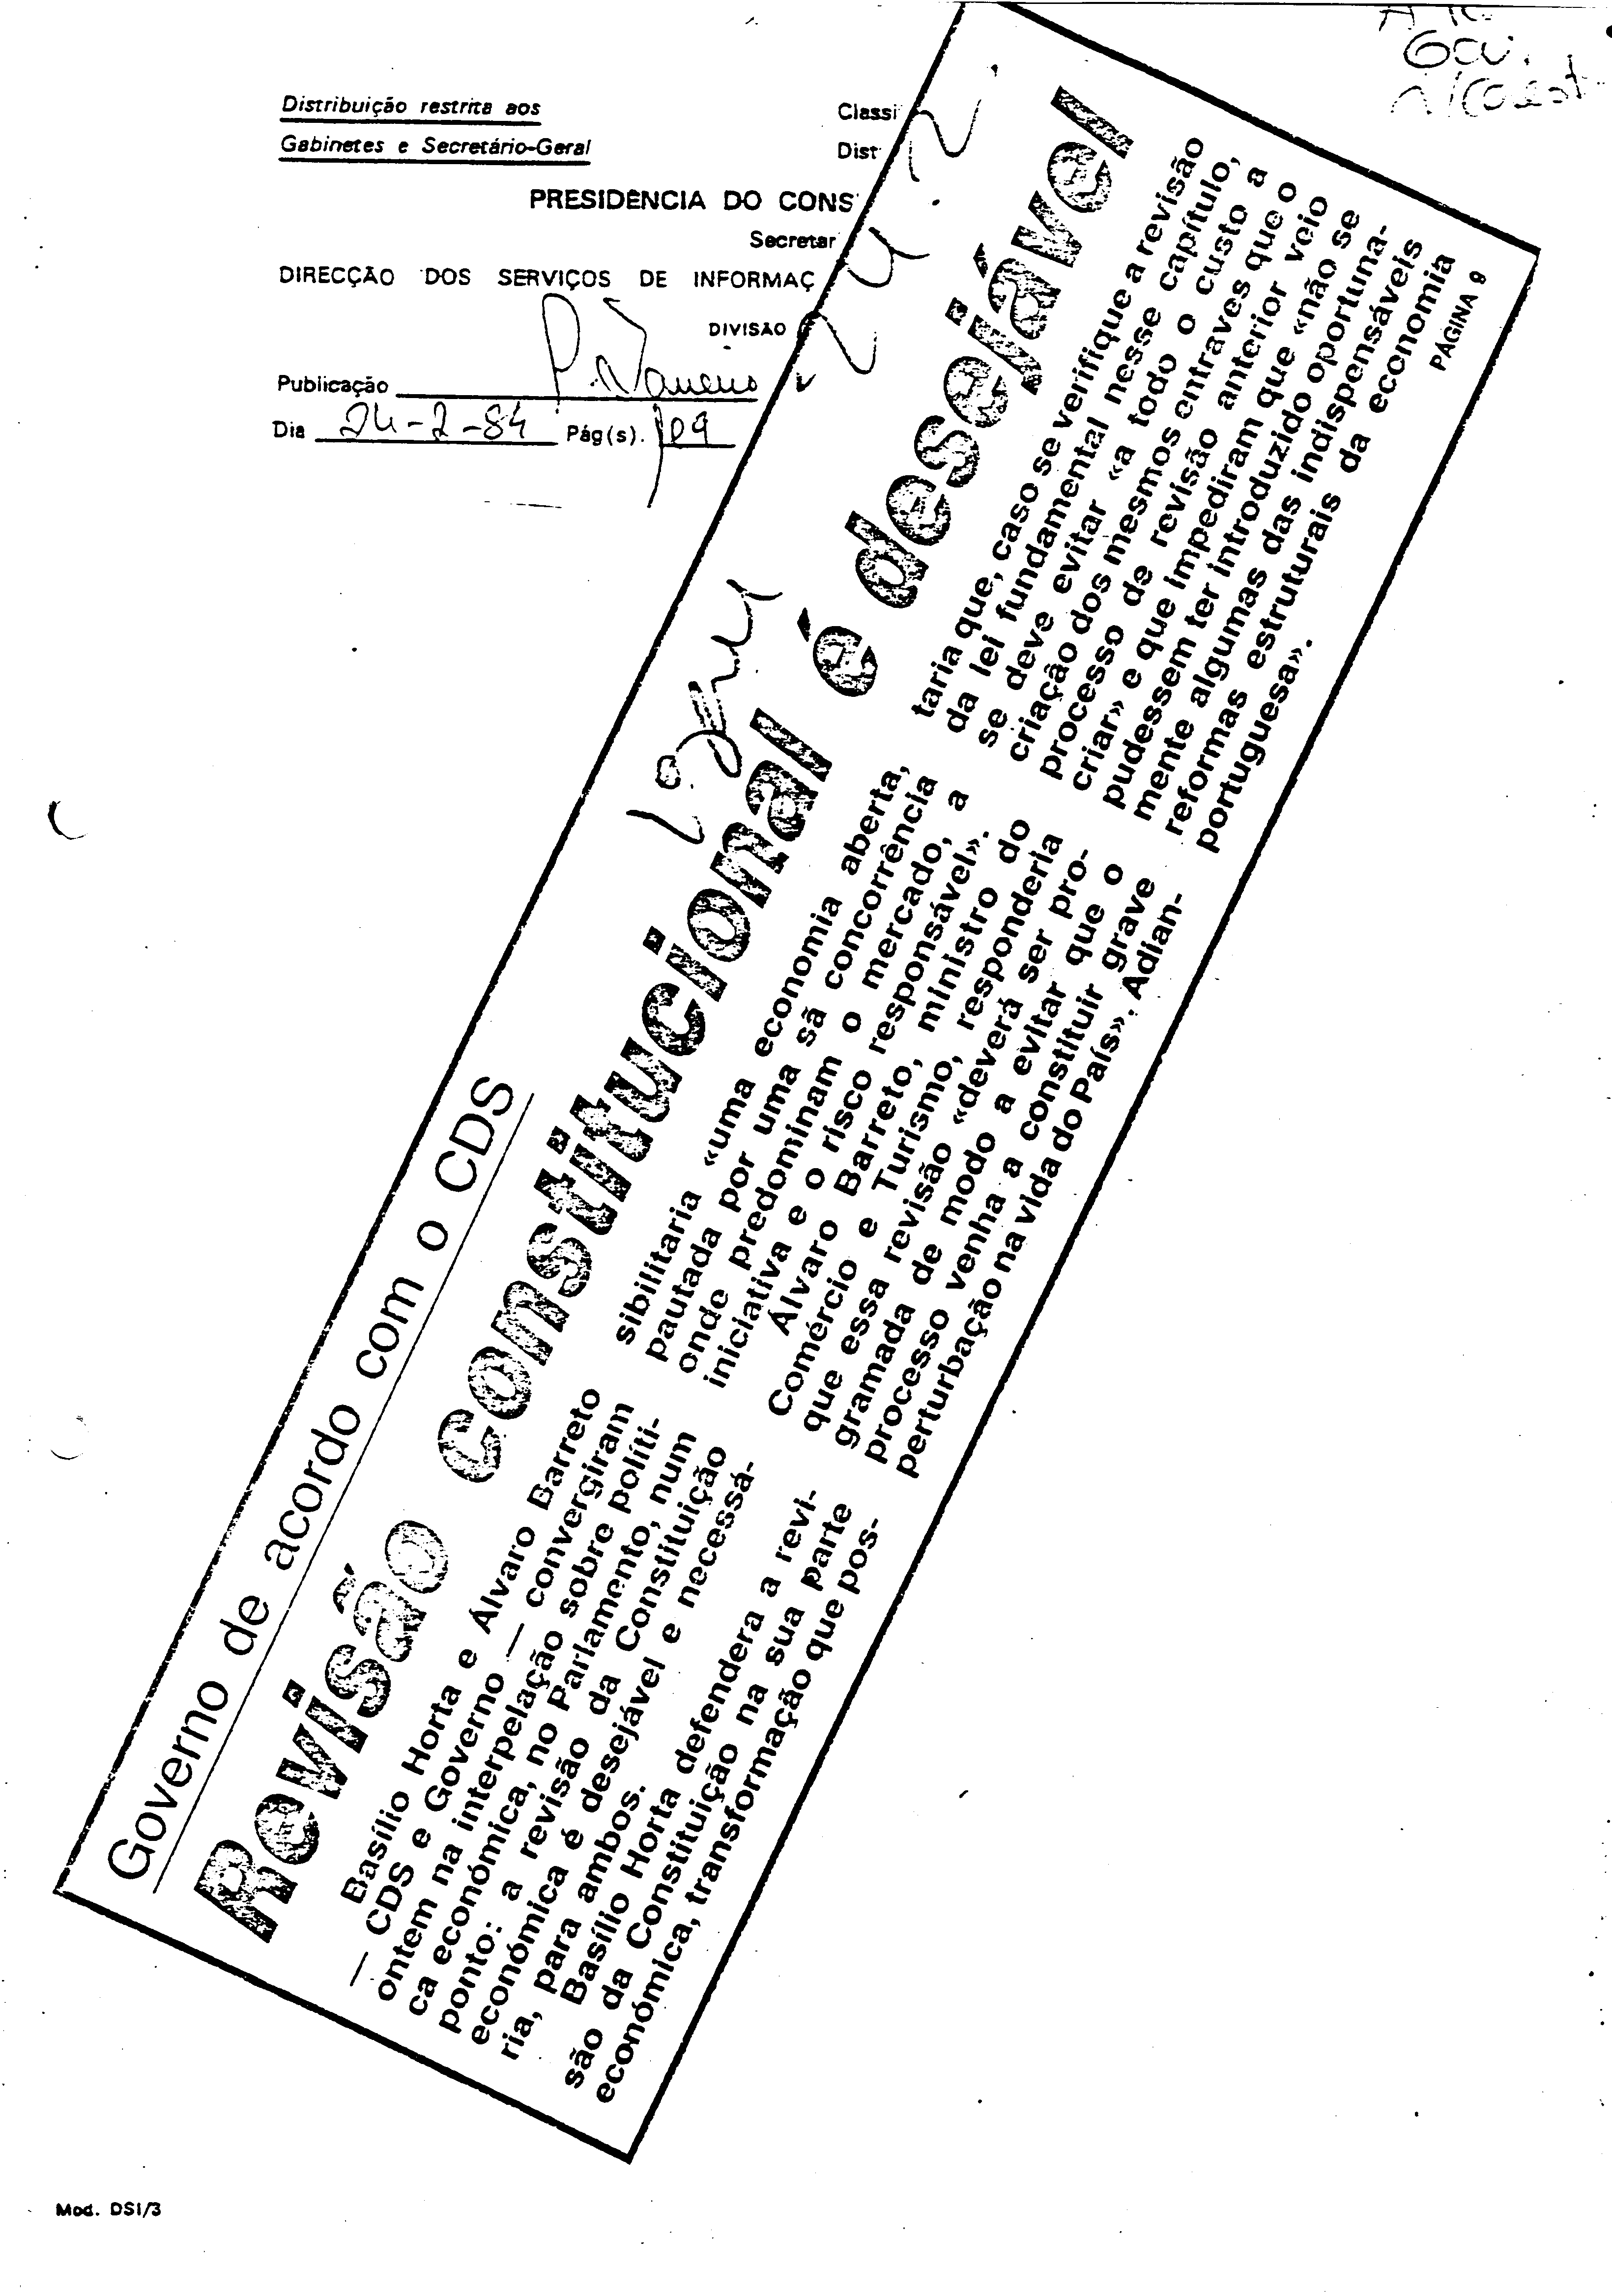 Distribuição restrita aos
Gabinetes e Secretário-Geral
Classi
Dist
PRESIDÊNCIA DO CONS
Secretar
DIRECÇÃO DOS SERVIÇOS DE INFORMAÇ
DIVISÃO
Publicação P. Janeiro
Dia 24-2-84 Pág(s). 1 e 9
Governo de acordo com o CDS
Revisão constitucional é desejável
Basílio Horta e Álvaro Barreto
— CDS e Governo — convergiram
ontem na interpelação sobre políti-
ca económica, no Parlamento, num
ponto: a revisão da Constituição
económica é desejável e necessá-
ria, para ambos.
Basílio Horta defendera a revi-
são da Constituição na sua parte
económica, transformação que pos-
sibilitaria «uma economia aberta,
pautada por uma sã concorrência
onde predominam o mercado, a
iniciativa e o risco responsável».
Álvaro Barreto, ministro do
Comércio e Turismo, responderia
que essa revisão «deverá ser pro-
gramada de modo a evitar que o
processo venha a constituir grave
perturbação na vida do País». Adian-
taria que, caso se verifique a revisão
da lei fundamental nesse capítulo,
se deve evitar «a todo o custo a
criação dos mesmos entraves que o
processo de revisão anterior veio
criar» e que impediram que «não se
pudessem ter introduzido oportuna-
mente algumas das indispensáveis
reformas estruturais da economia
portuguesa».
PÁGINA 9
Mod. DSI/3